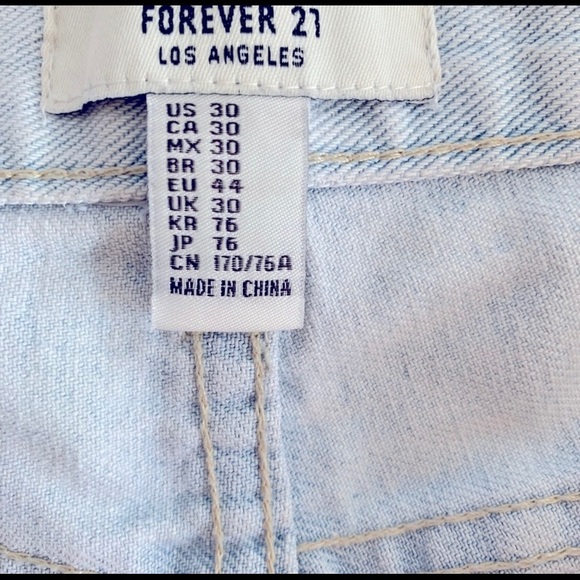 FOREVER 21
LOS ANGELES
US 30
CA 30
MX 30
BR 30
EU 44
UK 30
KR 76
JP 76
CN 170/76A
MADE IN CHINA